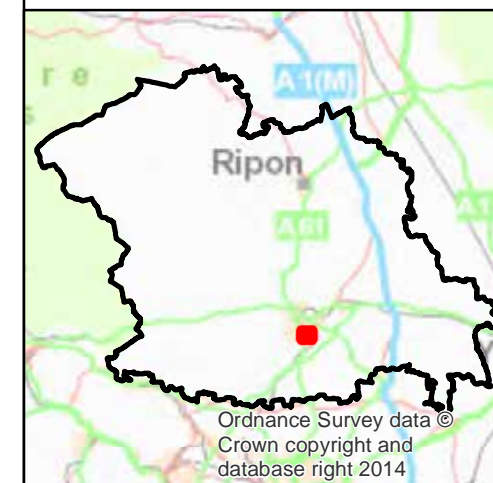 r e
A1(M)
Ripon
A61
A1
Ordnance Survey data ©
Crown copyright and
database right 2014